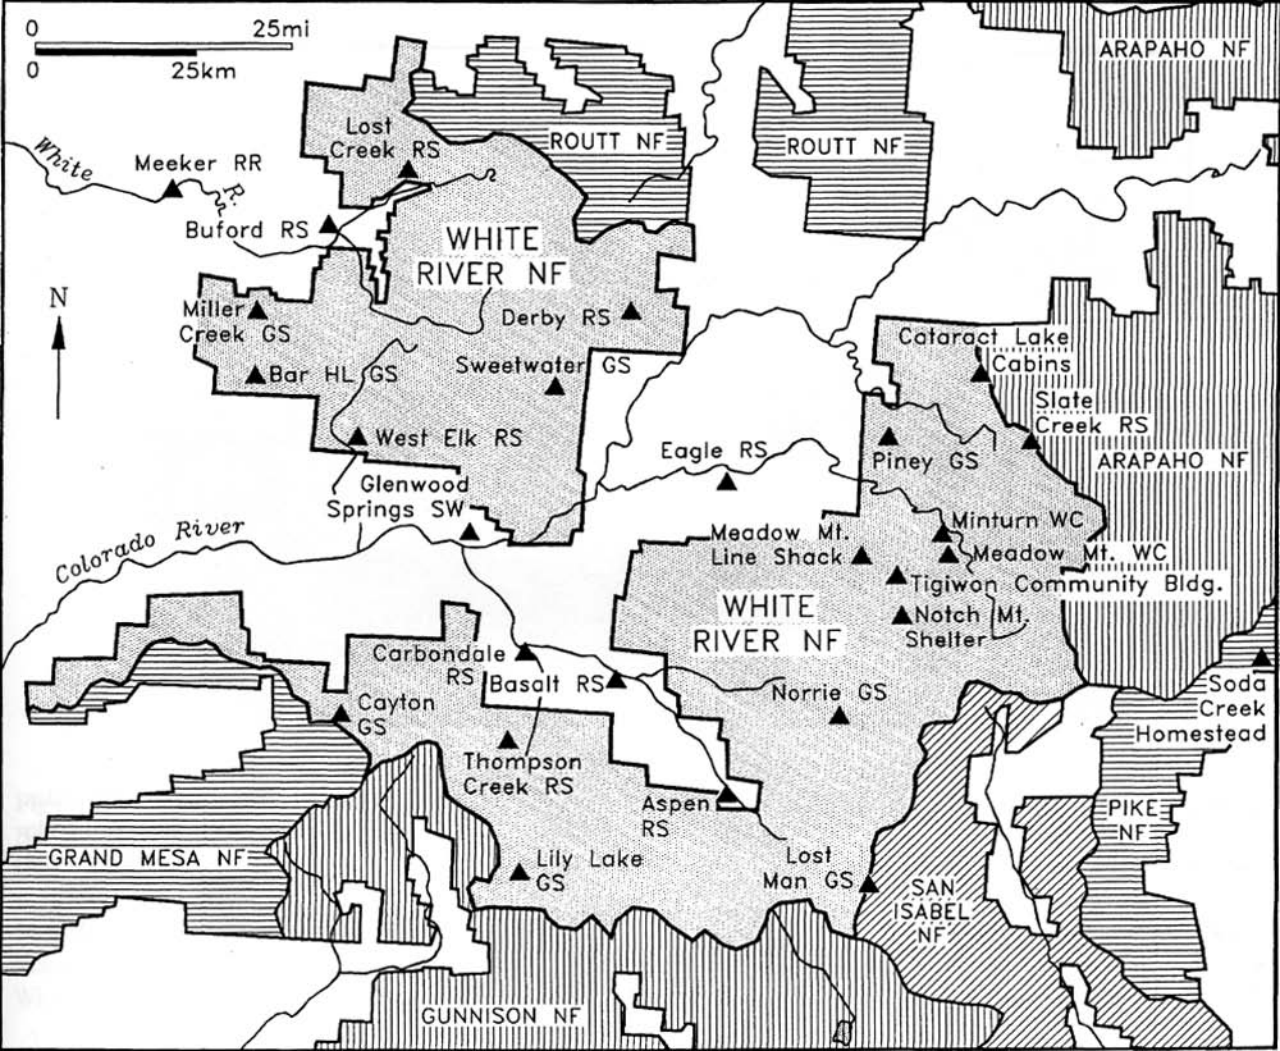 0 25mi
0 25km
ARAPAHO NF
White
R.
Meeker RR
Lost
Creek RS
ROUTT NF
ROUTT NF
Buford RS
WHITE
RIVER NF
N
Miller
Creek GS
Derby RS
Cataract Lake
Cabins
Bar HL GS
Sweetwater GS
Slate
Creek RS
West Elk RS
Eagle RS
Piney GS
ARAPAHO NF
Glenwood
Springs SW
Colorado River
Meadow Mt.
Line Shack
Minturn WC
Meadow Mt. WC
Tigiwon Community Bldg.
WHITE
RIVER NF
Notch Mt.
Shelter
Carbondale
RS
Basalt RS
Norrie GS
Soda
Creek
Homestead
Cayton
GS
Thompson
Creek RS
Aspen
RS
PIKE
NF
GRAND MESA NF
Lily Lake
GS
Lost
Man GS
SAN
ISABEL
NF
GUNNISON NF